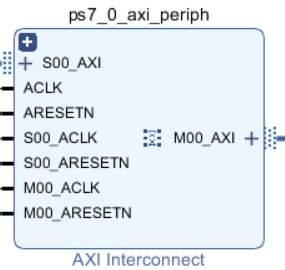 ps7_0_axi_periph
S00_AXI
ACLK
ARESETN
S00_ACLK
M00_AXI
S00_ARESETN
M00_ACLK
M00_ARESETN
AXI Interconnect